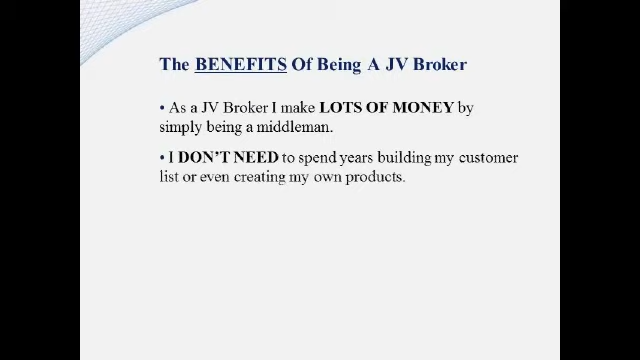 The BENEFITS Of Being A JV Broker
• As a JV Broker I make LOTS OF MONEY by
simply being a middleman.
• I DON'T NEED to spend years building my customer
list or even creating my own products.